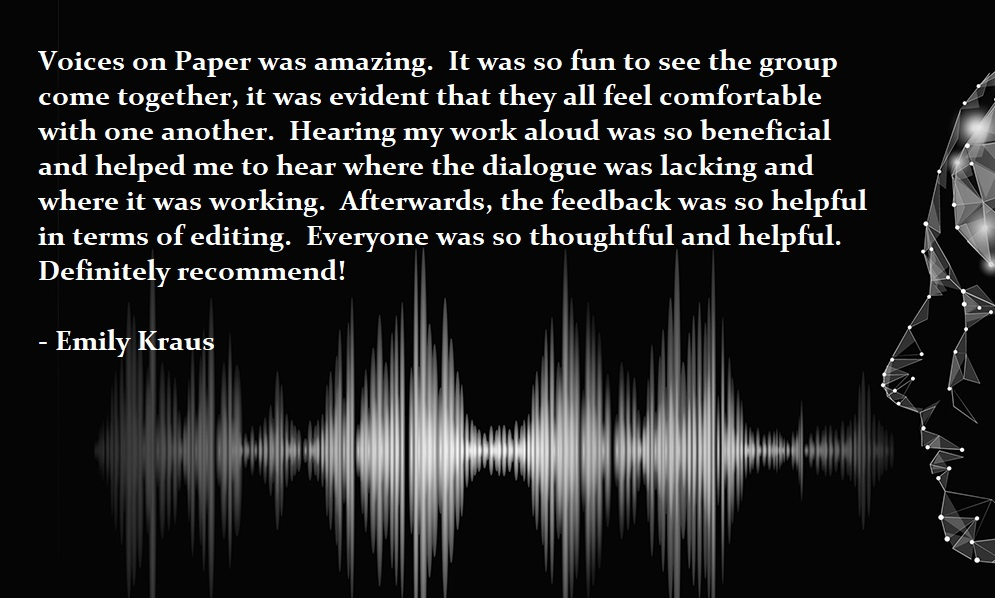 Voices on Paper was amazing.  It was so fun to see the group
come together, it was evident that they all feel comfortable
with one another.  Hearing my work aloud was so beneficial
and helped me to hear where the dialogue was lacking and
where it was working.  Afterwards, the feedback was so helpful
in terms of editing.  Everyone was so thoughtful and helpful.
Definitely recommend!
- Emily Kraus